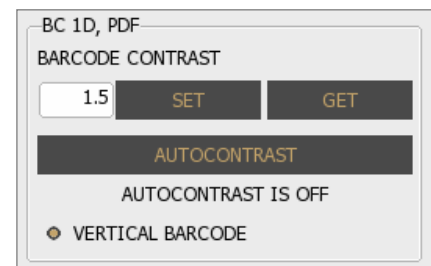 BC 1D, PDF
BARCODE CONTRAST
1.5 SET GET
AUTOCONTRAST
AUTOCONTRAST IS OFF
VERTICAL BARCODE